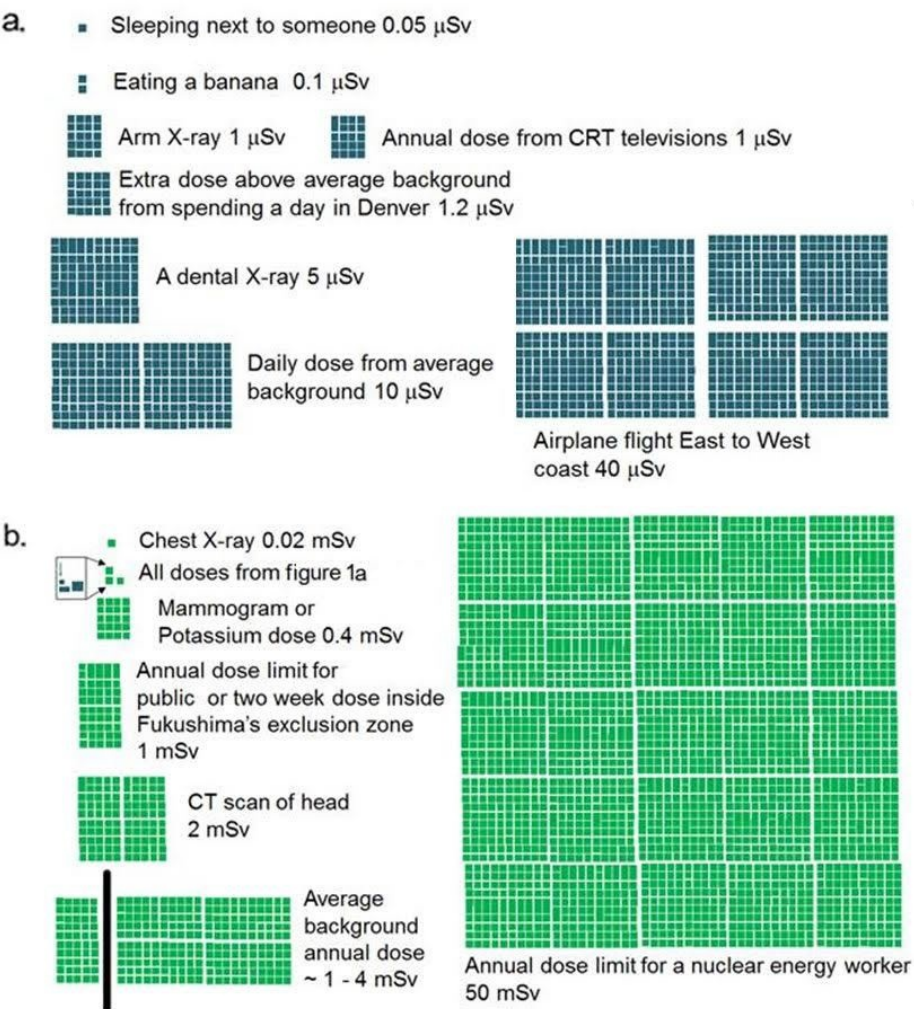 a.
Sleeping next to someone 0.05 μSv
Eating a banana 0.1 μSv
Arm X-ray 1 μSv
Annual dose from CRT televisions 1 μSv
Extra dose above average background
from spending a day in Denver 1.2 μSv
A dental X-ray 5 μSv
Daily dose from average
background 10 μSv
Airplane flight East to West
coast 40 μSv
b.
Chest X-ray 0.02 mSv
All doses from figure 1a
Mammogram or
Potassium dose 0.4 mSv
Annual dose limit for
public or two week dose inside
Fukushima's exclusion zone
1 mSv
CT scan of head
2 mSv
Average
background
annual dose
~ 1 - 4 mSv
Annual dose limit for a nuclear energy worker
50 mSv